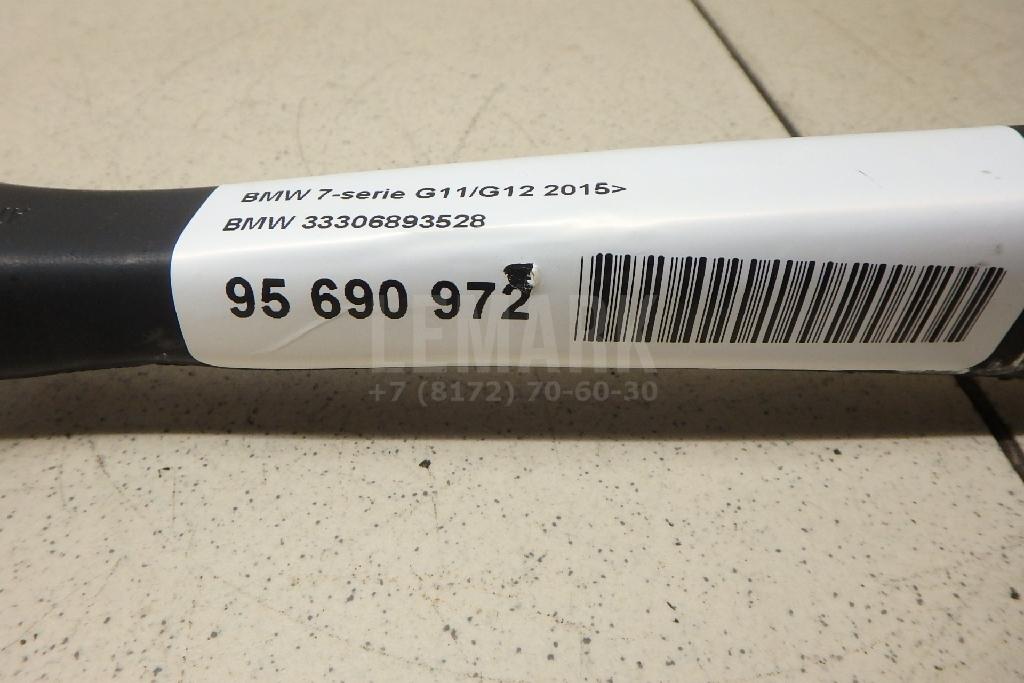 BMW 7-serie G11/G12 2015>
BMW 33306893528
95 690 972
LEMARK
+7 (8172) 70-60-30